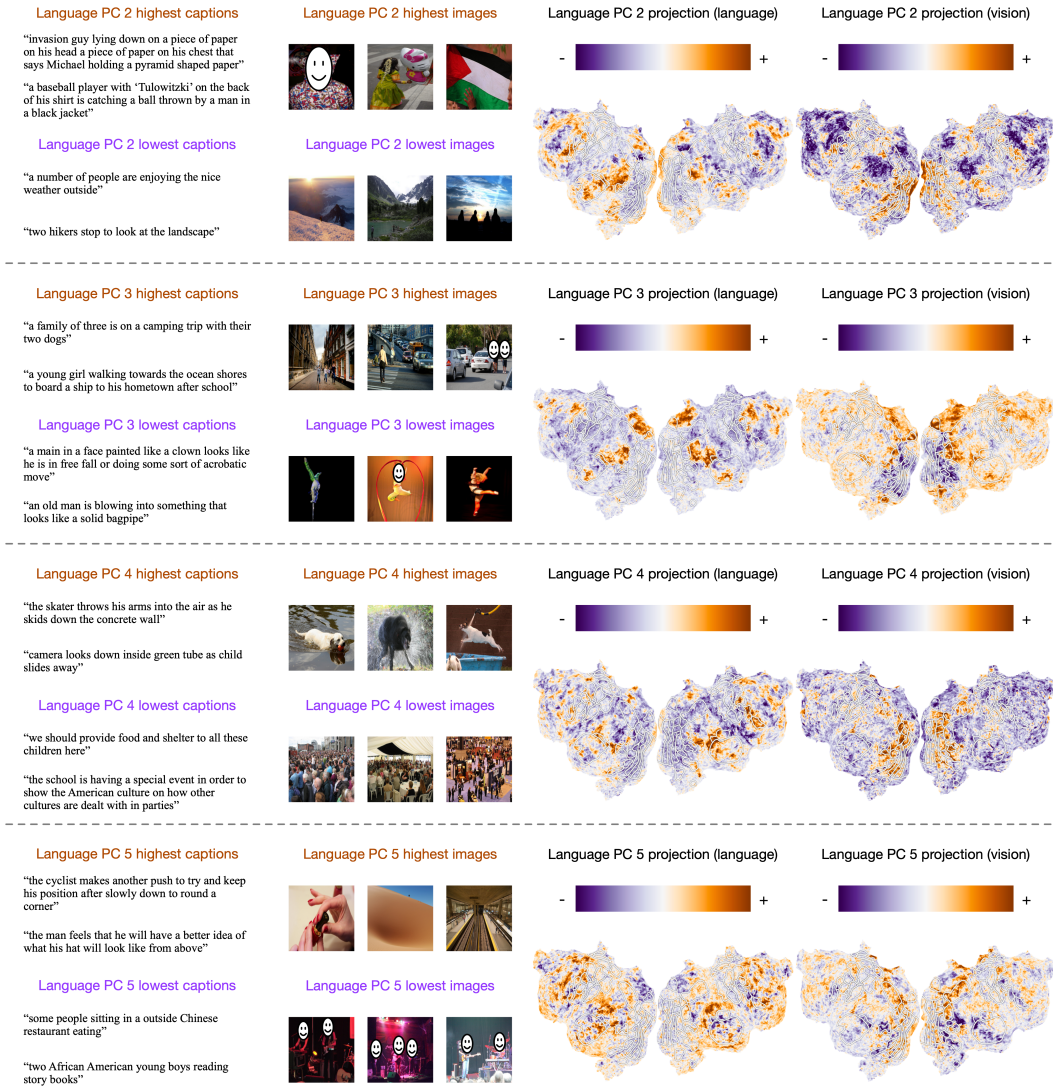 Language PC 2 highest captions
Language PC 2 highest images
Language PC 2 projection (language)
Language PC 2 projection (vision)
“invasion guy lying down on a piece of paper
on his head a piece of paper on his chest that
says Michael holding a pyramid shaped paper”
“a baseball player with ‘Tulowitzki’ on the back
of his shirt is catching a ball thrown by a man in
a black jacket”
- +
- +
Language PC 2 lowest captions
Language PC 2 lowest images
“a number of people are enjoying the nice
weather outside”
“two hikers stop to look at the landscape”
Language PC 3 highest captions
Language PC 3 highest images
Language PC 3 projection (language)
Language PC 3 projection (vision)
“a family of three is on a camping trip with their
two dogs”
“a young girl walking towards the ocean shores
to board a ship to his hometown after school”
- +
- +
Language PC 3 lowest captions
Language PC 3 lowest images
“a main in a face painted like a clown looks like
he is in free fall or doing some sort of acrobatic
move”
“an old man is blowing into something that
looks like a solid bagpipe”
Language PC 4 highest captions
Language PC 4 highest images
Language PC 4 projection (language)
Language PC 4 projection (vision)
“the skater throws his arms into the air as he
skids down the concrete wall”
“camera looks down inside green tube as child
slides away”
- +
- +
Language PC 4 lowest captions
Language PC 4 lowest images
“we should provide food and shelter to all these
children here”
“the school is having a special event in order to
show the American culture on how other
cultures are dealt with in parties”
Language PC 5 highest captions
Language PC 5 highest images
Language PC 5 projection (language)
Language PC 5 projection (vision)
“the cyclist makes another push to try and keep
his position after slowly down to round a
corner”
“the man feels that he will have a better idea of
what his hat will look like from above”
- +
- +
Language PC 5 lowest captions
Language PC 5 lowest images
“some people sitting in a outside Chinese
restaurant eating”
“two African American young boys reading
story books”